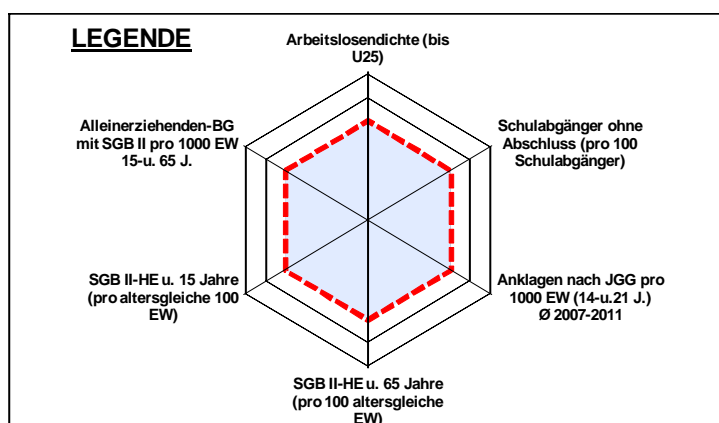 LEGENDE
Arbeitslosendichte (bis
U25)
Alleinerziehenden-BG
mit SGB II pro 1000 EW
15-u. 65 J.
Schulabgänger ohne
Abschluss (pro 100
Schulabgänger)
SGB II-HE u. 15 Jahre
(pro altersgleiche 100
EW)
Anklagen nach JGG pro
1000 EW (14-u.21 J.)
Ø 2007-2011
SGB II-HE u. 65 Jahre
(pro 100 altersgleiche
EW)